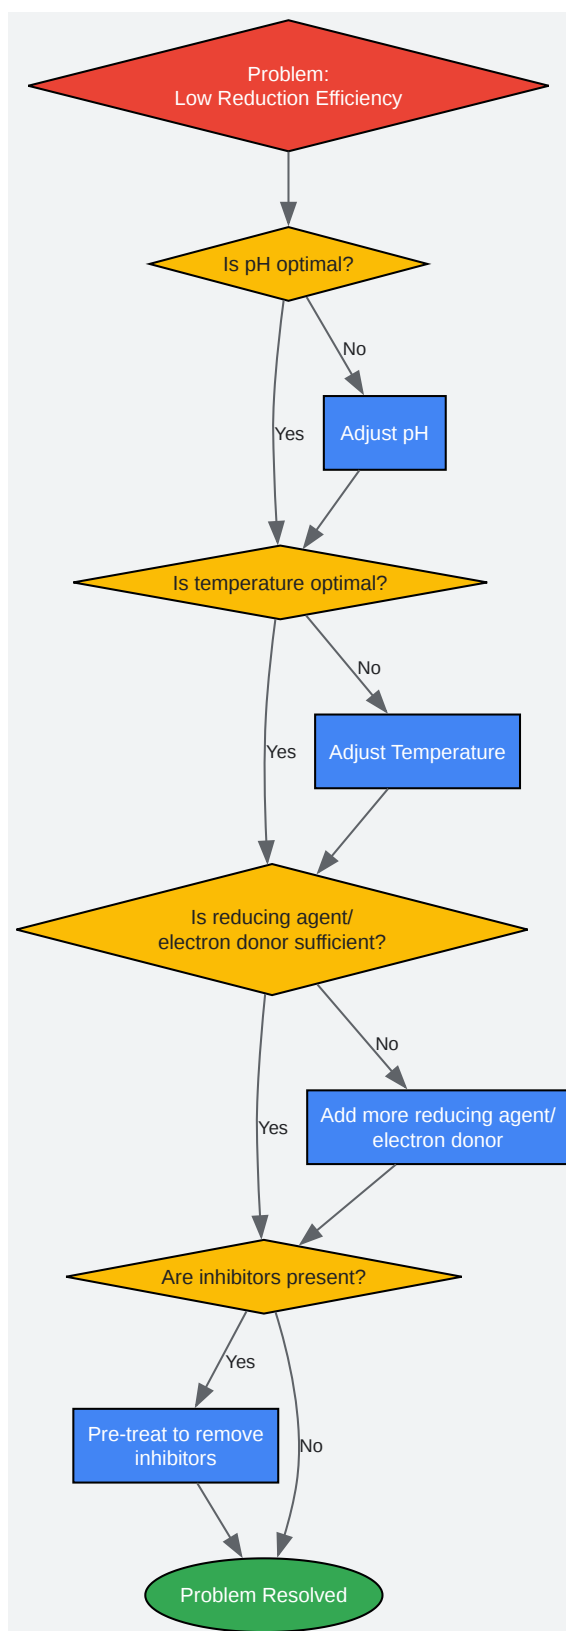 Problem:
Low Reduction Efficiency
Is pH optimal?
No
Adjust pH
Yes
Is temperature optimal?
No
Adjust Temperature
Yes
Is reducing agent/
electron donor sufficient?
No
Add more reducing agent/
electron donor
Yes
Are inhibitors present?
Yes
Pre-treat to remove
inhibitors
No
Problem Resolved